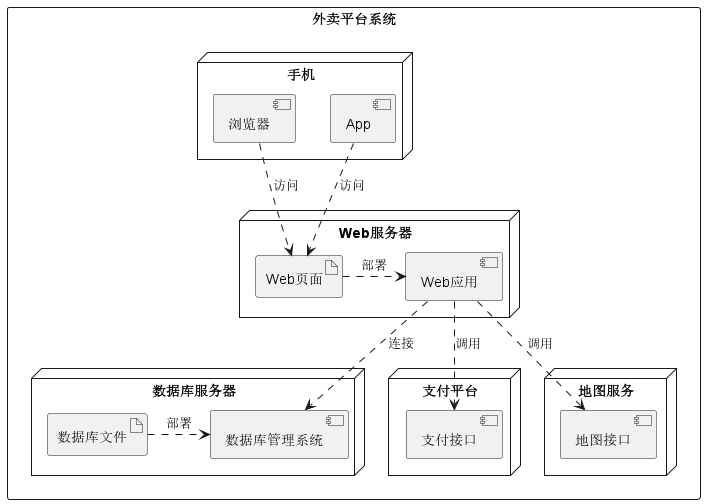 外卖平台系统
手机
浏览器
App
访问
访问
Web服务器
Web页面
部署
Web应用
连接
调用
调用
数据库服务器
数据库文件
部署
数据库管理系统
支付平台
支付接口
地图服务
地图接口